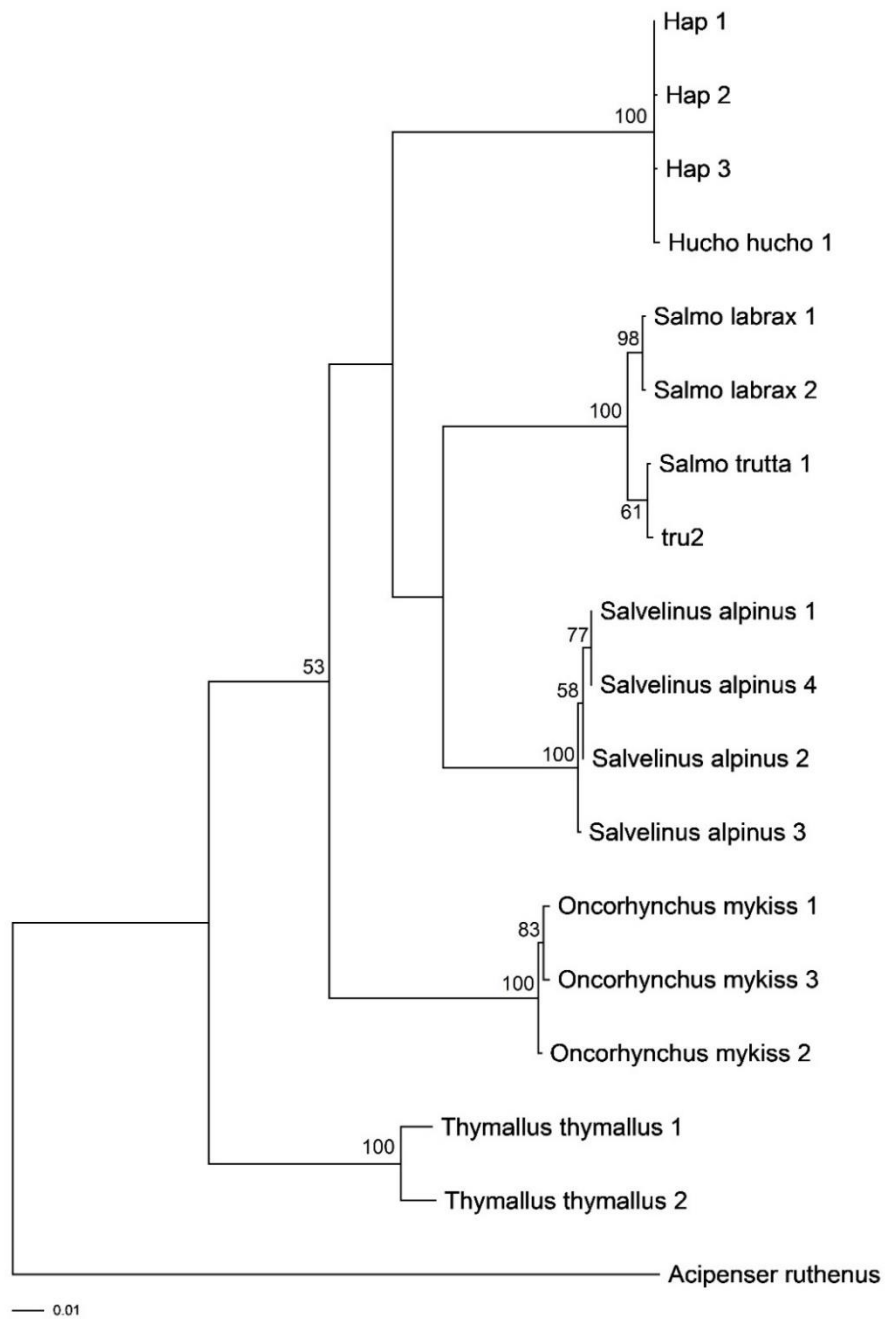 Hap 1
Hap 2
100
Hap 3
Hucho hucho 1
Salmo labrax 1
98
Salmo labrax 2
100
Salmo trutta 1
61
tru2
Salvelinus alpinus 1
77
Salvelinus alpinus 4
53
58
Salvelinus alpinus 2
100
Salvelinus alpinus 3
Oncorhynchus mykiss 1
83
Oncorhynchus mykiss 3
100
Oncorhynchus mykiss 2
Thymallus thymallus 1
100
Thymallus thymallus 2
Acipenser ruthenus
0.01